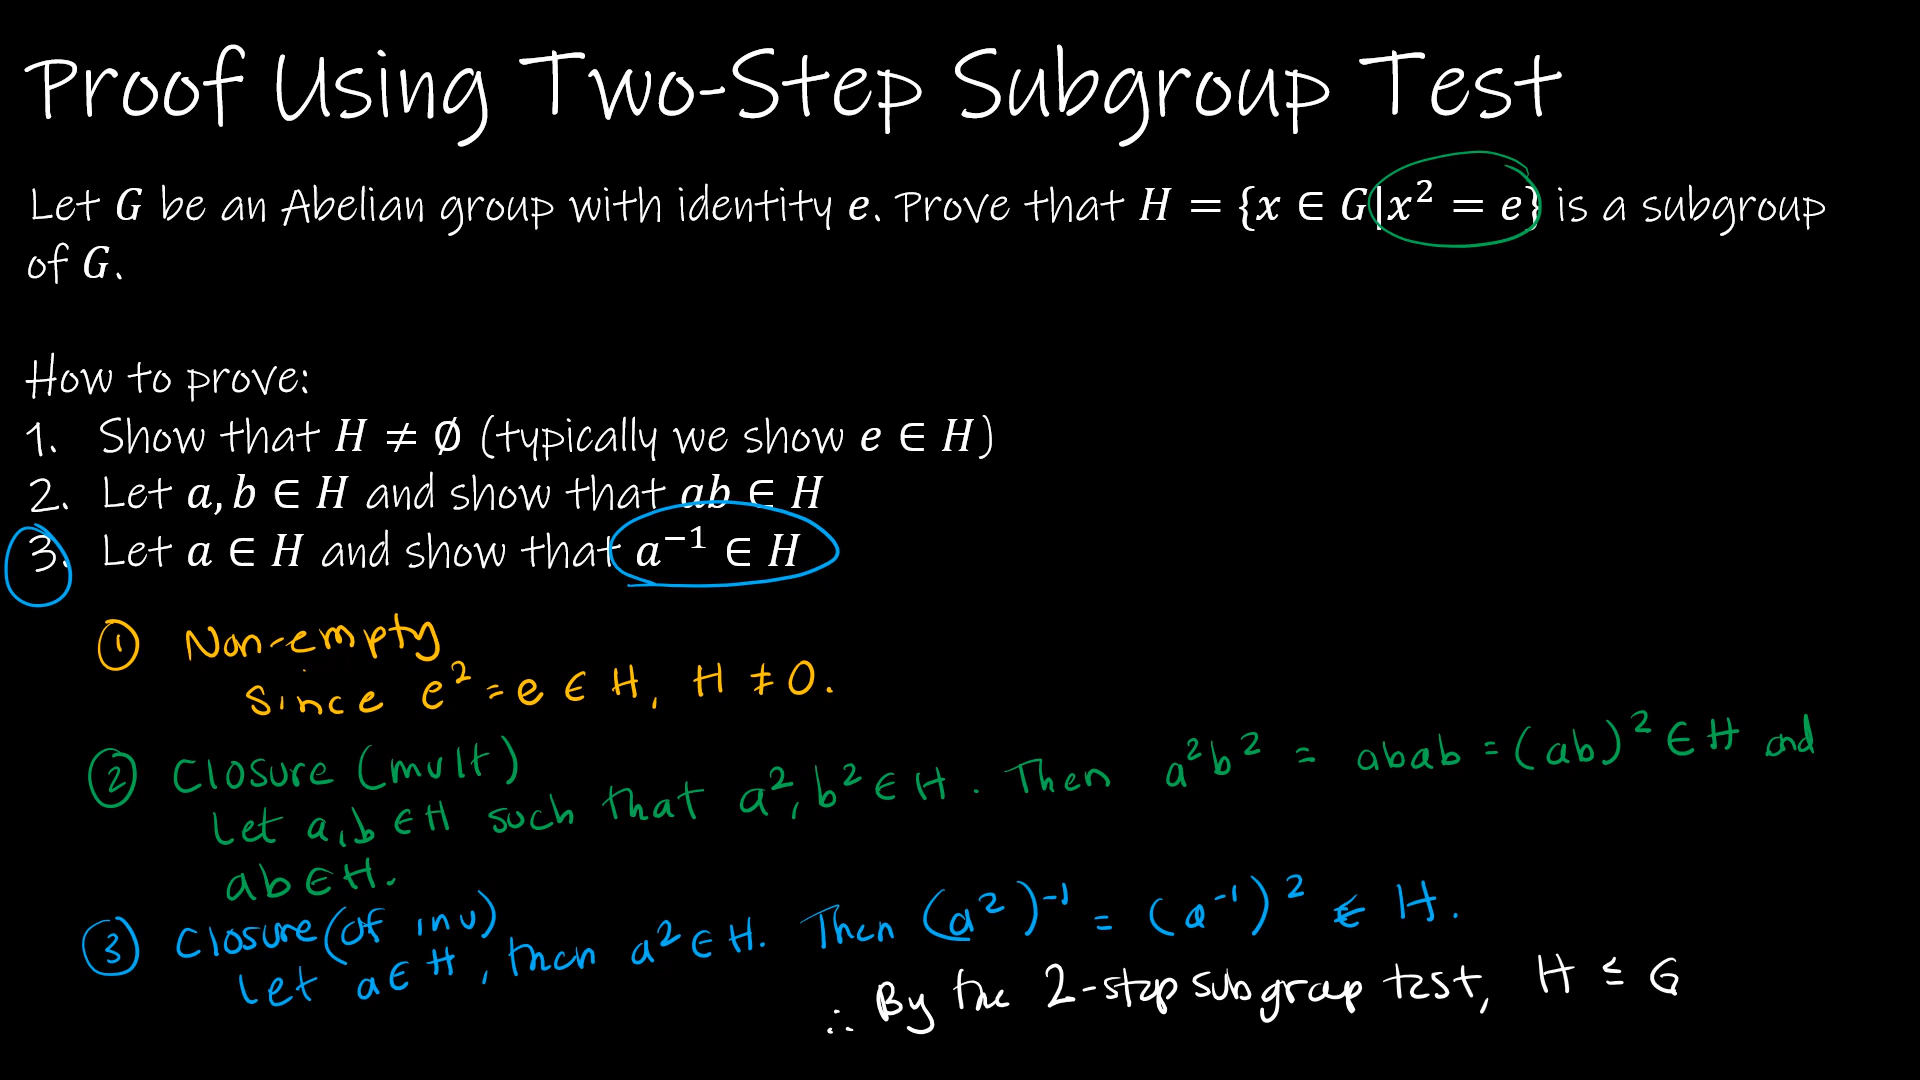 Proof Using Two-Step Subgroup Test
Let G be an Abelian group with identity e. Prove that H = {x ∈ G|x² = e} is a subgroup
of G.
How to prove:
1. Show that H ≠ ∅ (typically we show e ∈ H)
2. Let a, b ∈ H and show that ab ∈ H
3. Let a ∈ H and show that a⁻¹ ∈ H
① Non-empty
Since e² = e ∈ H, H ≠ 0.
② Closure (mult)
Let a,b ∈ H such that a², b² ∈ H. Then a²b² = abab = (ab)² ∈ H and
ab ∈ H.
③ Closure (of inv)
Let a ∈ H, then a² ∈ H. Then (a²)⁻¹ = (a⁻¹)² ∈ H.
∴ By the 2-step subgroup test, H ≤ G